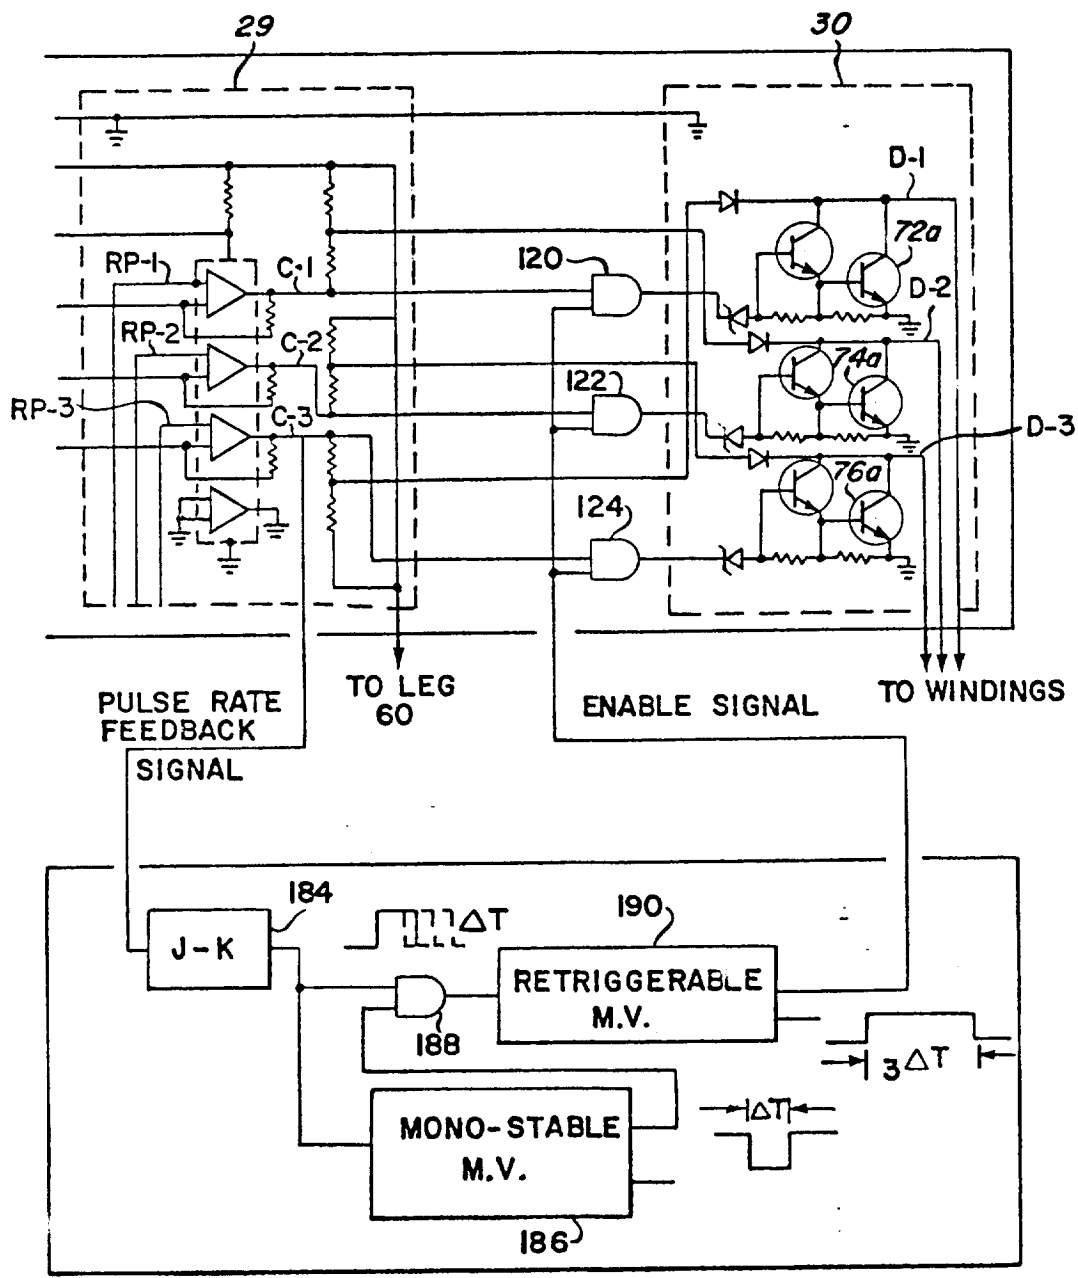 29
30
D-1
72a
RP-1
C-1
120
D-2
RP-2
C-2
74a
122
RP-3
C-3
D-3
76a
124
TO LEG
60
TO WINDINGS
PULSE RATE
FEEDBACK
SIGNAL
ENABLE SIGNAL
184
J-K
ΔT
190
RETRIGGERABLE
M.V.
188
3ΔT
MONO-STABLE
M.V.
ΔT
186